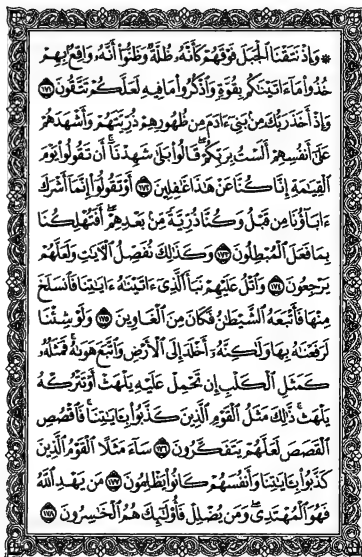 ۞ وَإِذْ نَتَقْنَا ٱلْجَبَلَ فَوْقَهُمْ كَأَنَّهُۥ ظُلَّةٌ وَظَنُّوٓا۟ أَنَّهُۥ وَاقِعٌۢ بِهِمْ
خُذُوا۟ مَآ ءَاتَيْنَٰكُم بِقُوَّةٍ وَٱذْكُرُوا۟ مَا فِيهِ لَعَلَّكُمْ تَتَّقُونَ ١٧١
وَإِذْ أَخَذَ رَبُّكَ مِنۢ بَنِىٓ ءَادَمَ مِن ظُهُورِهِمْ ذُرِّيَّتَهُمْ وَأَشْهَدَهُمْ
عَلَىٰٓ أَنفُسِهِمْ أَلَسْتُ بِرَبِّكُمْ ۖ قَالُوا۟ بَلَىٰ ۛ شَهِدْنَآ ۛ أَن تَقُولُوا۟ يَوْمَ
ٱلْقِيَٰمَةِ إِنَّا كُنَّا عَنْ هَٰذَا غَٰفِلِينَ ١٧٢ أَوْ تَقُولُوٓا۟ إِنَّمَآ أَشْرَكَ
ءَابَآؤُنَا مِن قَبْلُ وَكُنَّا ذُرِّيَّةً مِّنۢ بَعْدِهِمْ ۖ أَفَتُهْلِكُنَا
بِمَا فَعَلَ ٱلْمُبْطِلُونَ ١٧٣ وَكَذَٰلِكَ نُفَصِّلُ ٱلْءَايَٰتِ وَلَعَلَّهُمْ
يَرْجِعُونَ ١٧٤ وَٱتْلُ عَلَيْهِمْ نَبَأَ ٱلَّذِىٓ ءَاتَيْنَٰهُ ءَايَٰتِنَا فَٱنسَلَخَ
مِنْهَا فَأَتْبَعَهُ ٱلشَّيْطَٰنُ فَكَانَ مِنَ ٱلْغَاوِينَ ١٧٥ وَلَوْ شِئْنَا
لَرَفَعْنَٰهُ بِهَا وَلَٰكِنَّهُۥٓ أَخْلَدَ إِلَى ٱلْأَرْضِ وَٱتَّبَعَ هَوَىٰهُ ۚ فَمَثَلُهُۥ
كَمَثَلِ ٱلْكَلْبِ إِن تَحْمِلْ عَلَيْهِ يَلْهَثْ أَوْ تَتْرُكْهُ
يَلْهَث ۚ ذَّٰلِكَ مَثَلُ ٱلْقَوْمِ ٱلَّذِينَ كَذَّبُوا۟ بِـَٔايَٰتِنَا ۚ فَٱقْصُصِ
ٱلْقَصَصَ لَعَلَّهُمْ يَتَفَكَّرُونَ ١٧٦ سَآءَ مَثَلًا ٱلْقَوْمُ ٱلَّذِينَ
كَذَّبُوا۟ بِـَٔايَٰتِنَا وَأَنفُسَهُمْ كَانُوا۟ يَظْلِمُونَ ١٧٧ مَن يَهْدِ ٱللَّهُ
فَهُوَ ٱلْمُهْتَدِى ۖ وَمَن يُضْلِلْ فَأُو۟لَٰٓئِكَ هُمُ ٱلْخَٰسِرُونَ ١٧٨